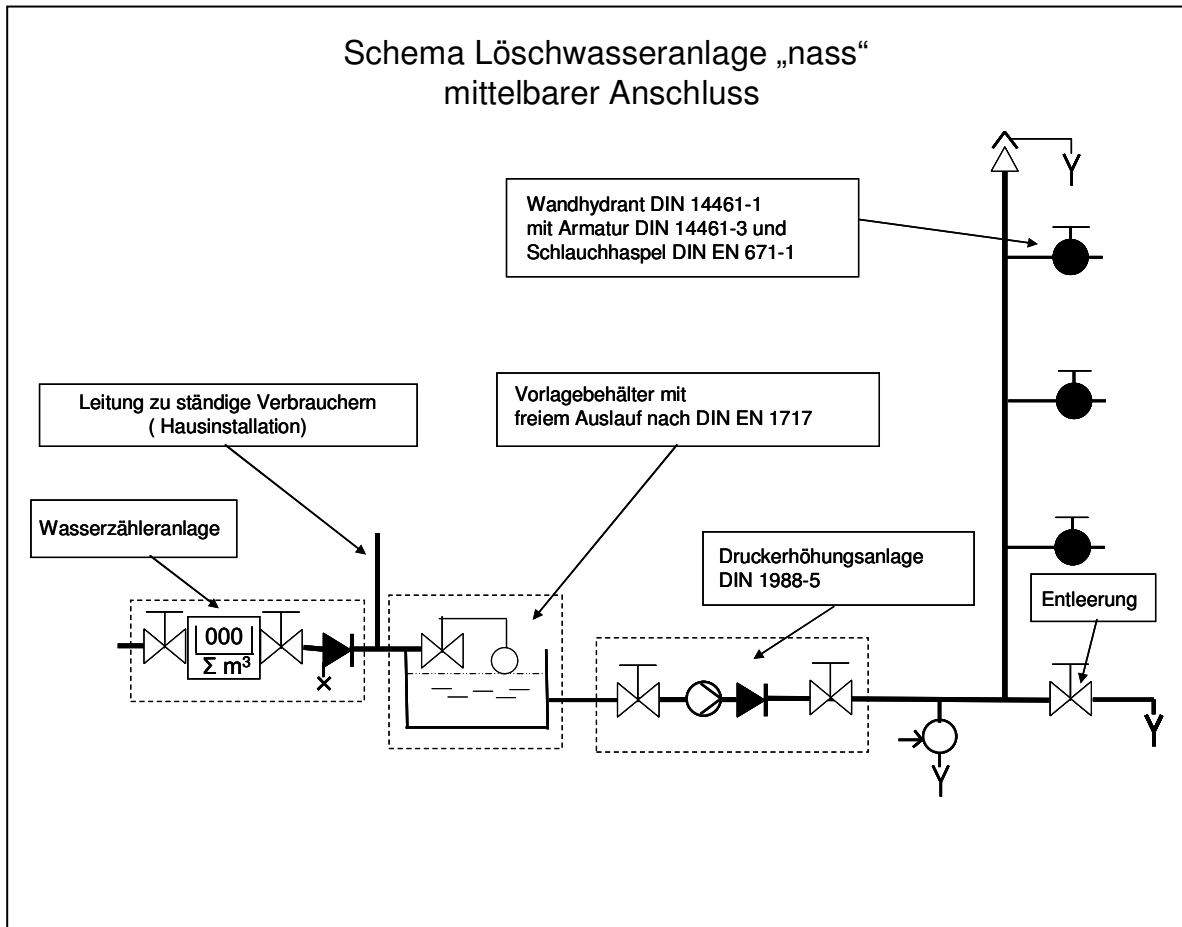 Schema Löschwasseranlage „nass“
mittelbarer Anschluss
Wandhydrant DIN 14461-1
mit Armatur DIN 14461-3 und
Schlauchhaspel DIN EN 671-1
Leitung zu ständige Verbrauchern
( Hausinstallation)
Vorlagebehälter mit
freiem Auslauf nach DIN EN 1717
Wasserzähleranlage
Druckerhöhungsanlage
DIN 1988-5
Entleerung
000
Σ m³